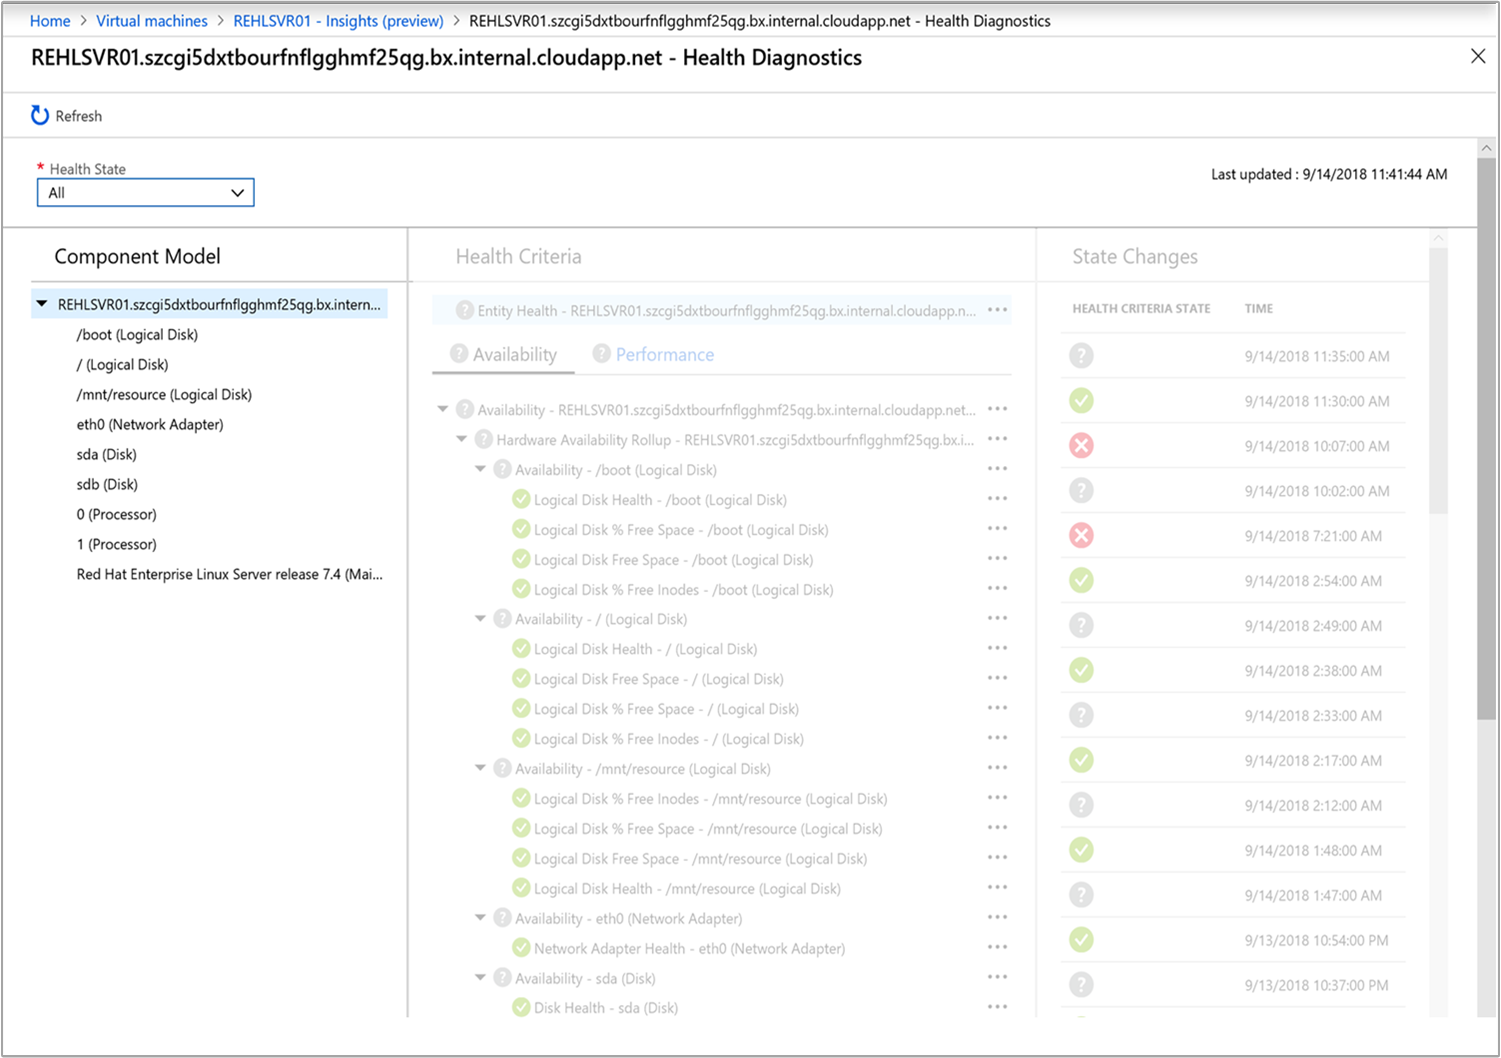 Home > Virtual machines > REHLSVR01 - Insights (preview) > REHLSVR01.szcgi5dxtbourfnflgghmf25qg.bx.internal.cloudapp.net - Health Diagnostics
REHLSVR01.szcgi5dxtbourfnflgghmf25qg.bx.internal.cloudapp.net - Health Diagnostics
Refresh
* Health State
All
Last updated : 9/14/2018 11:41:44 AM
Component Model
REHLSVR01.szcgi5dxtbourfnflgghmf25qg.bx.intern...
/boot (Logical Disk)
/ (Logical Disk)
/mnt/resource (Logical Disk)
eth0 (Network Adapter)
sda (Disk)
sdb (Disk)
0 (Processor)
1 (Processor)
Red Hat Enterprise Linux Server release 7.4 (Mai...
Health Criteria
Entity Health - REHLSVR01.szcgi5dxtbourfnflgghmf25qg.bx.internal.cloudapp.n...
Availability
Performance
Availability - REHLSVR01.szcgi5dxtbourfnflgghmf25qg.bx.internal.cloudapp.net...
Hardware Availability Rollup - REHLSVR01.szcgi5dxtbourfnflgghmf25qg.bx.i...
Availability - /boot (Logical Disk)
Logical Disk Health - /boot (Logical Disk)
Logical Disk % Free Space - /boot (Logical Disk)
Logical Disk Free Space - /boot (Logical Disk)
Logical Disk % Free Inodes - /boot (Logical Disk)
Availability - / (Logical Disk)
Logical Disk Health - / (Logical Disk)
Logical Disk Free Space - / (Logical Disk)
Logical Disk % Free Space - / (Logical Disk)
Logical Disk % Free Inodes - / (Logical Disk)
Availability - /mnt/resource (Logical Disk)
Logical Disk % Free Inodes - /mnt/resource (Logical Disk)
Logical Disk % Free Space - /mnt/resource (Logical Disk)
Logical Disk Free Space - /mnt/resource (Logical Disk)
Logical Disk Health - /mnt/resource (Logical Disk)
Availability - eth0 (Network Adapter)
Network Adapter Health - eth0 (Network Adapter)
Availability - sda (Disk)
Disk Health - sda (Disk)
State Changes
HEALTH CRITERIA STATE TIME
9/14/2018 11:35:00 AM
9/14/2018 11:30:00 AM
9/14/2018 10:07:00 AM
9/14/2018 10:02:00 AM
9/14/2018 7:21:00 AM
9/14/2018 2:54:00 AM
9/14/2018 2:49:00 AM
9/14/2018 2:38:00 AM
9/14/2018 2:33:00 AM
9/14/2018 2:17:00 AM
9/14/2018 2:12:00 AM
9/14/2018 1:48:00 AM
9/14/2018 1:47:00 AM
9/13/2018 10:54:00 PM
9/13/2018 10:37:00 PM